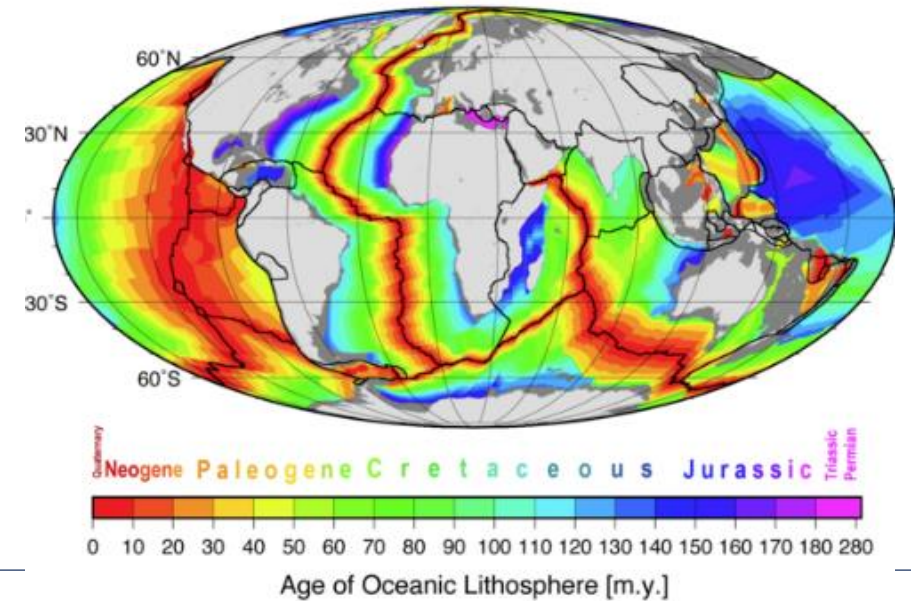 60°N
30°N
°
30°S
60°S
Quaternary Neogene Paleogene Cretaceous Jurassic Triassic Permian
0 10 20 30 40 50 60 70 80 90 100 110 120 130 140 150 160 170 180 280
Age of Oceanic Lithosphere [m.y.]